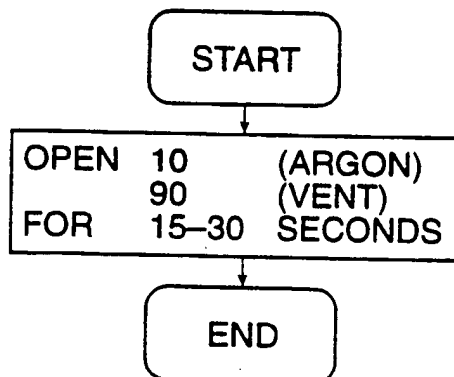 START
OPEN 10 (ARGON)
90 (VENT)
FOR 15–30 SECONDS
END